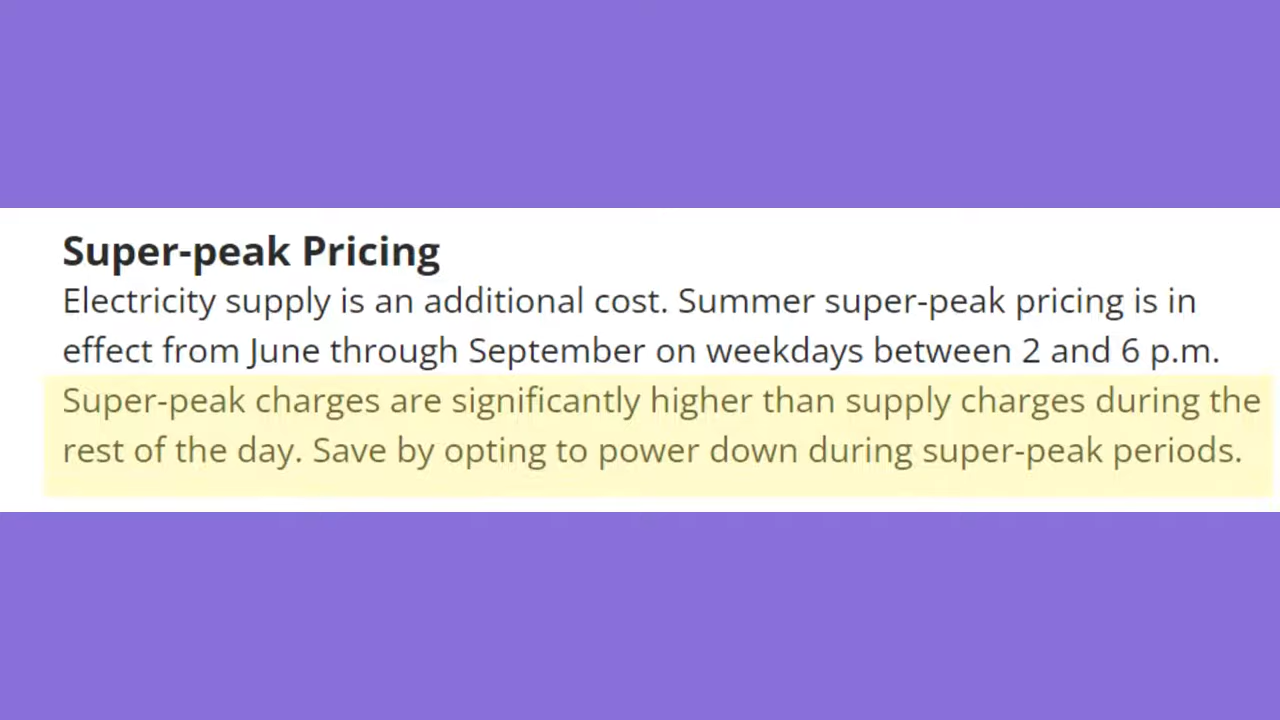 Super-peak Pricing
Electricity supply is an additional cost. Summer super-peak pricing is in
effect from June through September on weekdays between 2 and 6 p.m.
Super-peak charges are significantly higher than supply charges during the
rest of the day. Save by opting to power down during super-peak periods.